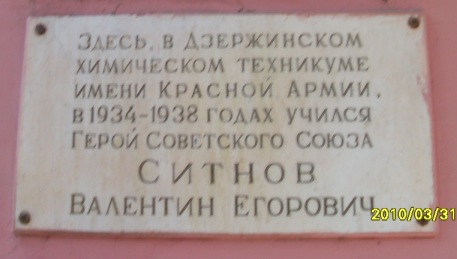 Здесь, в Дзержинском
химическом техникуме
имени Красной Армии,
в 1934-1938 годах учился
Герой Советского Союза
Ситнов
Валентин Егорович
2010/03/31